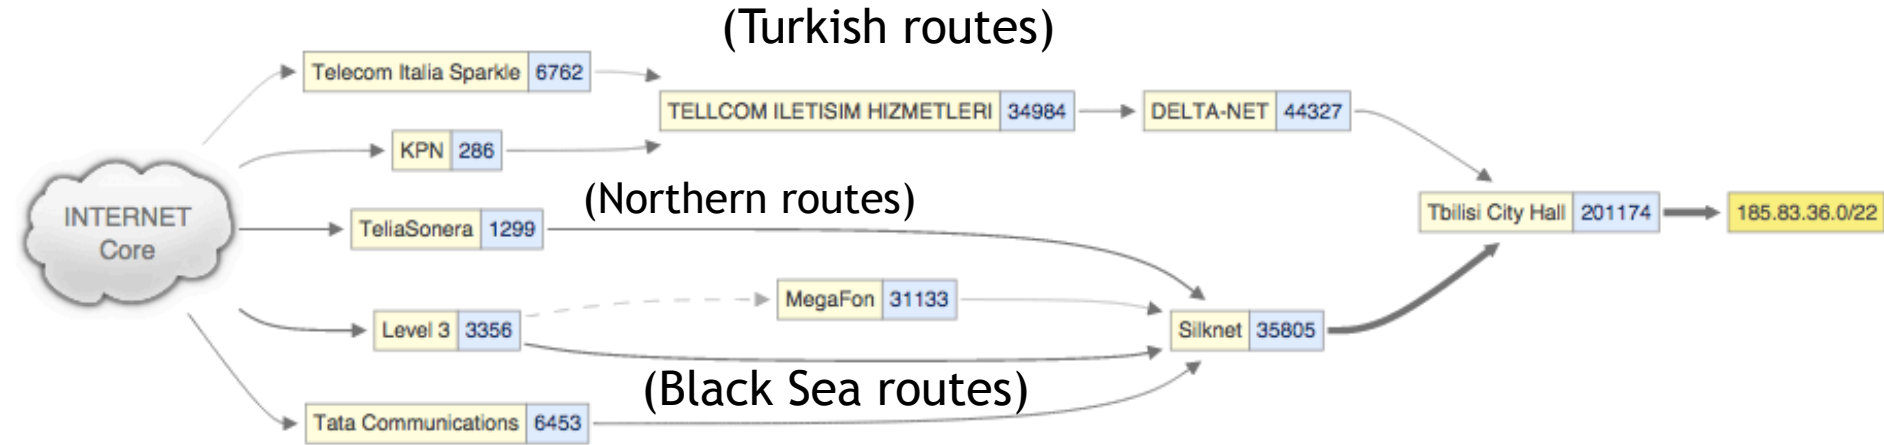 (Turkish routes)
Telecom Italia Sparkle 6762
TELLCOM ILETISIM HIZMETLERI 34984
DELTA-NET 44327
KPN 286
INTERNET
Core
(Northern routes)
TeliaSonera 1299
Tbilisi City Hall 201174
185.83.36.0/22
MegaFon 31133
Level 3 3356
Silknet 35805
(Black Sea routes)
Tata Communications 6453